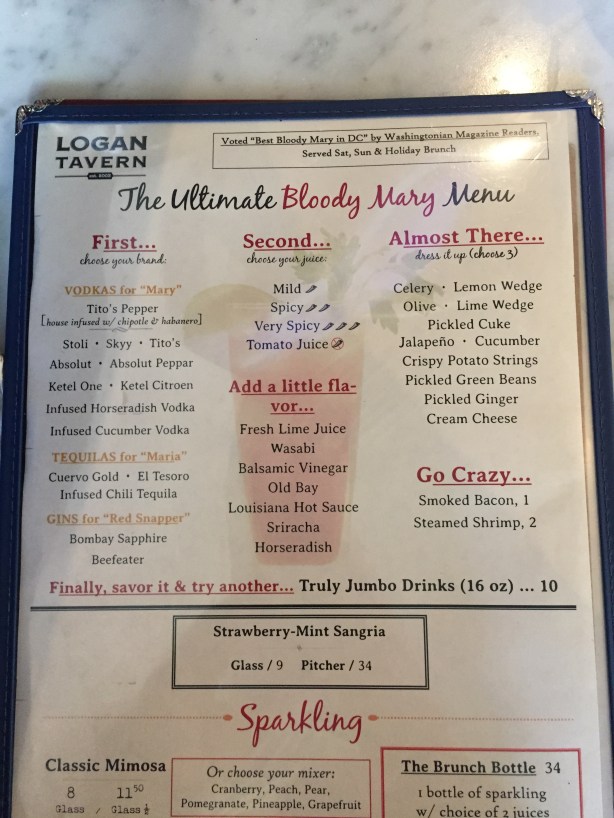 LOGAN
TAVERN
Voted "Best Bloody Mary in DC" by Washingtonian Magazine Readers.
Served Sat, Sun & Holiday Brunch
The Ultimate Bloody Mary Menu
First...
choose your brand:
VODKAS for "Mary"
Tito's Pepper
[house infused w/ chipotle & habanero]
Stoli • Skyy • Tito's
Absolut • Absolut Peppar
Ketel One • Ketel Citroen
Infused Horseradish Vodka
Infused Cucumber Vodka
TEQUILAS for "Maria"
Cuervo Gold • El Tesoro
Infused Chili Tequila
GINS for "Red Snapper"
Bombay Sapphire
Beefeater
Second...
choose your juice:
Mild
Spicy
Very Spicy
Tomato Juice
Add a little fla-
vor...
Fresh Lime Juice
Wasabi
Balsamic Vinegar
Old Bay
Louisiana Hot Sauce
Sriracha
Horseradish
Almost There...
dress it up (choose 3)
Celery • Lemon Wedge
Olive • Lime Wedge
Pickled Cuke
Jalapeño • Cucumber
Crispy Potato Strings
Pickled Green Beans
Pickled Ginger
Cream Cheese
Go Crazy...
Smoked Bacon, 1
Steamed Shrimp, 2
Finally, savor it & try another... Truly Jumbo Drinks (16 oz) ... 10
Strawberry-Mint Sangria
Glass / 9 Pitcher / 34
Sparkling
Classic Mimosa
8 11⁵⁰
Glass / Glass ½
Or choose your mixer:
Cranberry, Peach, Pear,
Pomegranate, Pineapple, Grapefruit
The Brunch Bottle 34
1 bottle of sparkling
w/ choice of 2 juices